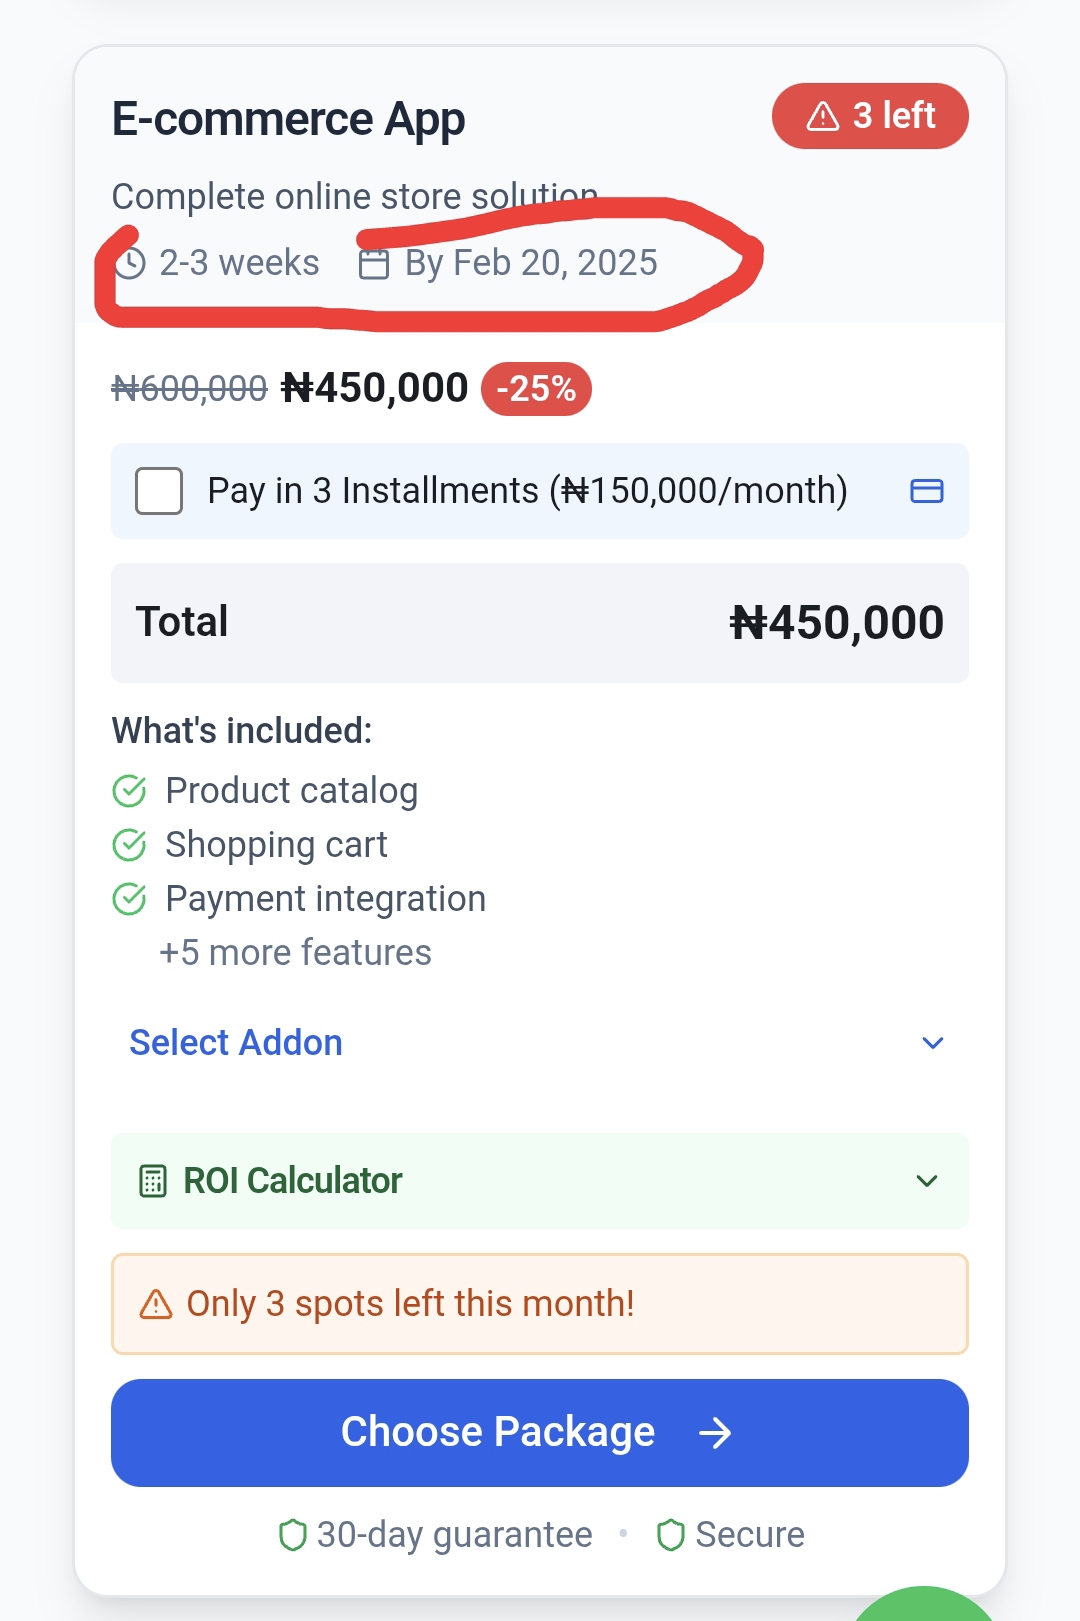 E-commerce App
3 left
Complete online store solution
2-3 weeks By Feb 20, 2025
₦600,000 ₦450,000 -25%
Pay in 3 Installments (₦150,000/month)
Total ₦450,000
What's included:
Product catalog
Shopping cart
Payment integration
+5 more features
Select Addon
ROI Calculator
Only 3 spots left this month!
Choose Package →
30-day guarantee • Secure